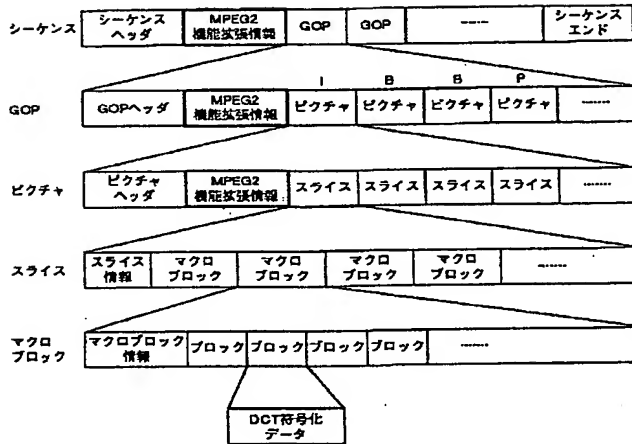 シーケンス
シーケンス
ヘッダ
MPEG2
機能拡張情報
GOP
GOP
シーケンス
エンド
I B B P
GOP
GOPヘッダ
MPEG2
機能拡張情報
ピクチャ
ピクチャ
ピクチャ
ピクチャ
ピクチャ
ピクチャ
ヘッダ
MPEG2
機能拡張情報
スライス
スライス
スライス
スライス
スライス
スライス
情報
マクロ
ブロック
マクロ
ブロック
マクロ
ブロック
マクロ
ブロック
マクロ
ブロック
マクロブロック
情報
ブロック
ブロック
ブロック
ブロック
DCT符号化
データ